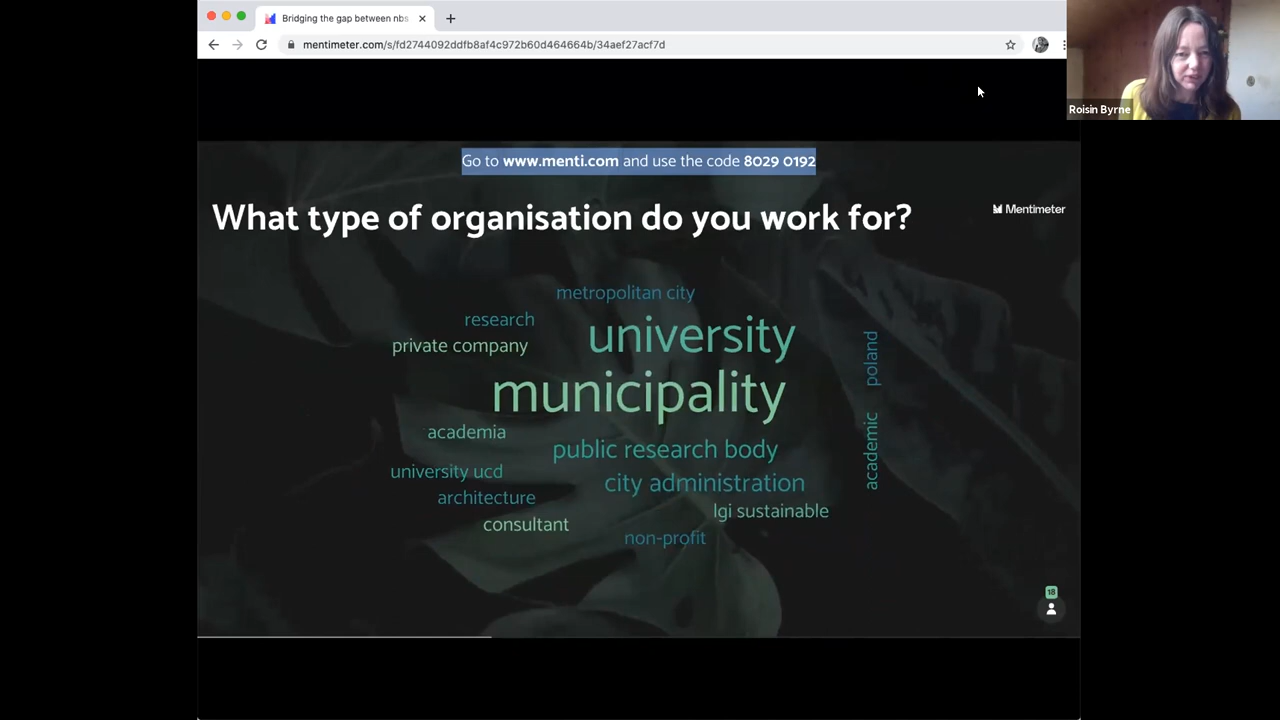 Bridging the gap between nbs
mentimeter.com/s/fd2744092ddfb8af4c972b60d464664b/34aef27acf7d
Roisin Byrne
Go to www.menti.com and use the code 8029 0192
What type of organisation do you work for?
Mentimeter
metropolitan city
research
university
private company
poland
municipality
academia
academic
public research body
university ucd
city administration
architecture
lgi sustainable
consultant
non-profit
18